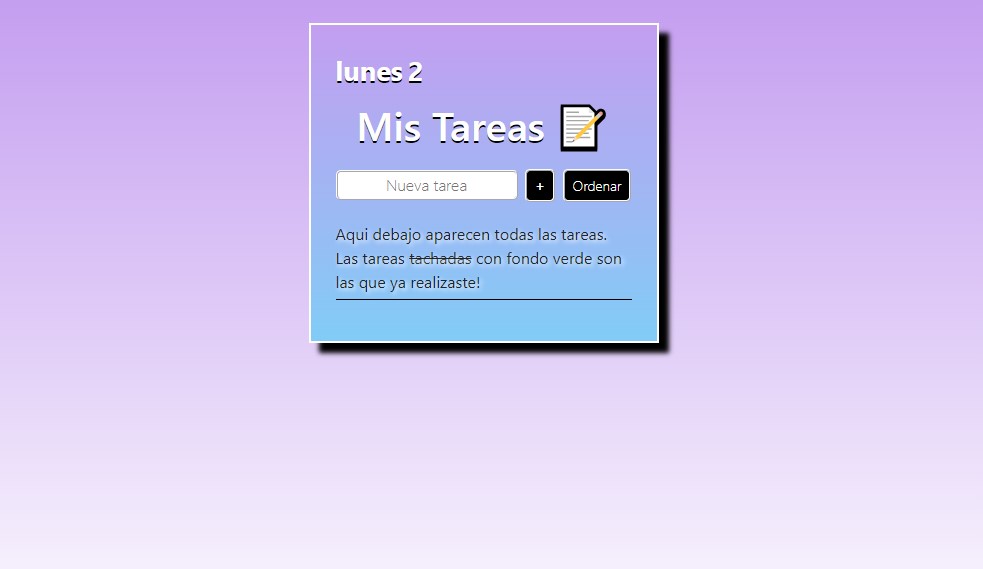 lunes 2
Mis Tareas 📝
Nueva tarea + Ordenar
Aqui debajo aparecen todas las tareas.
Las tareas tachadas con fondo verde son
las que ya realizaste!